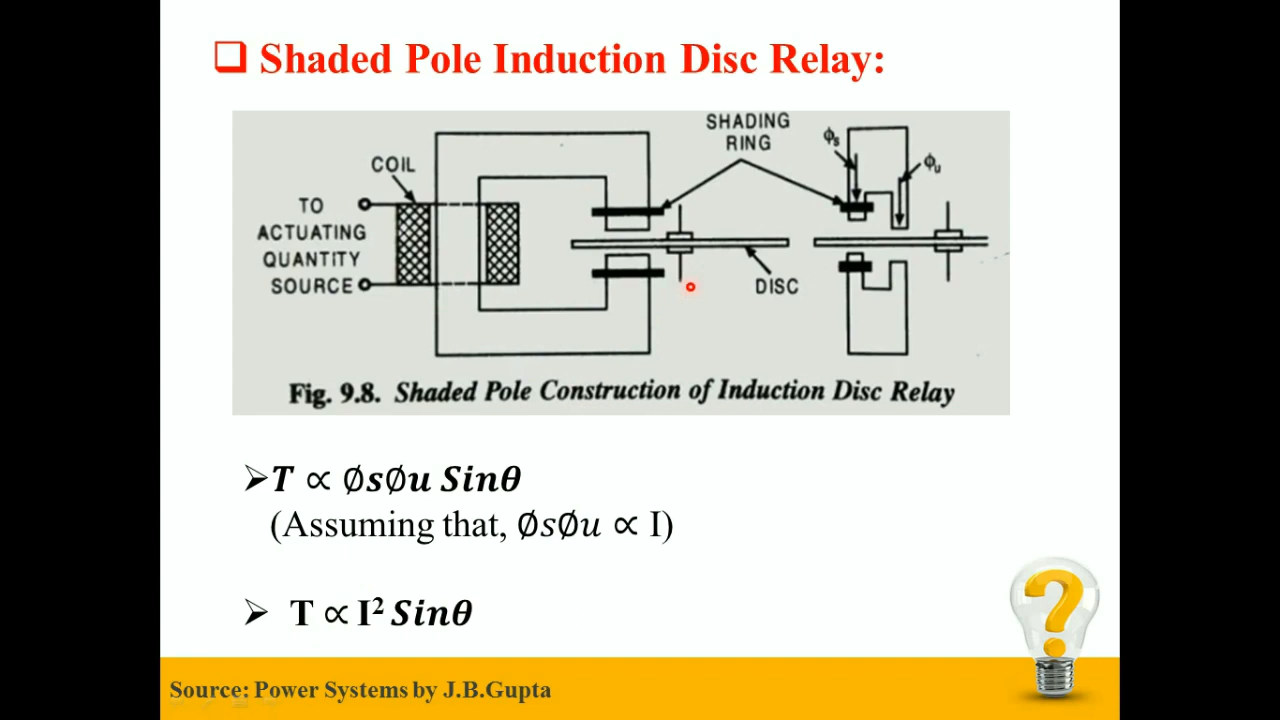 ❑ Shaded Pole Induction Disc Relay:
SHADING
RING
ϕs
ϕu
COIL
TO
ACTUATING
QUANTITY
SOURCE
DISC
Fig. 9.8. Shaded Pole Construction of Induction Disc Relay
➢T ∝ ∅s∅u Sinθ
(Assuming that, ∅s∅u ∝ I)
➢ T ∝ I² Sinθ
?
Source: Power Systems by J.B.Gupta